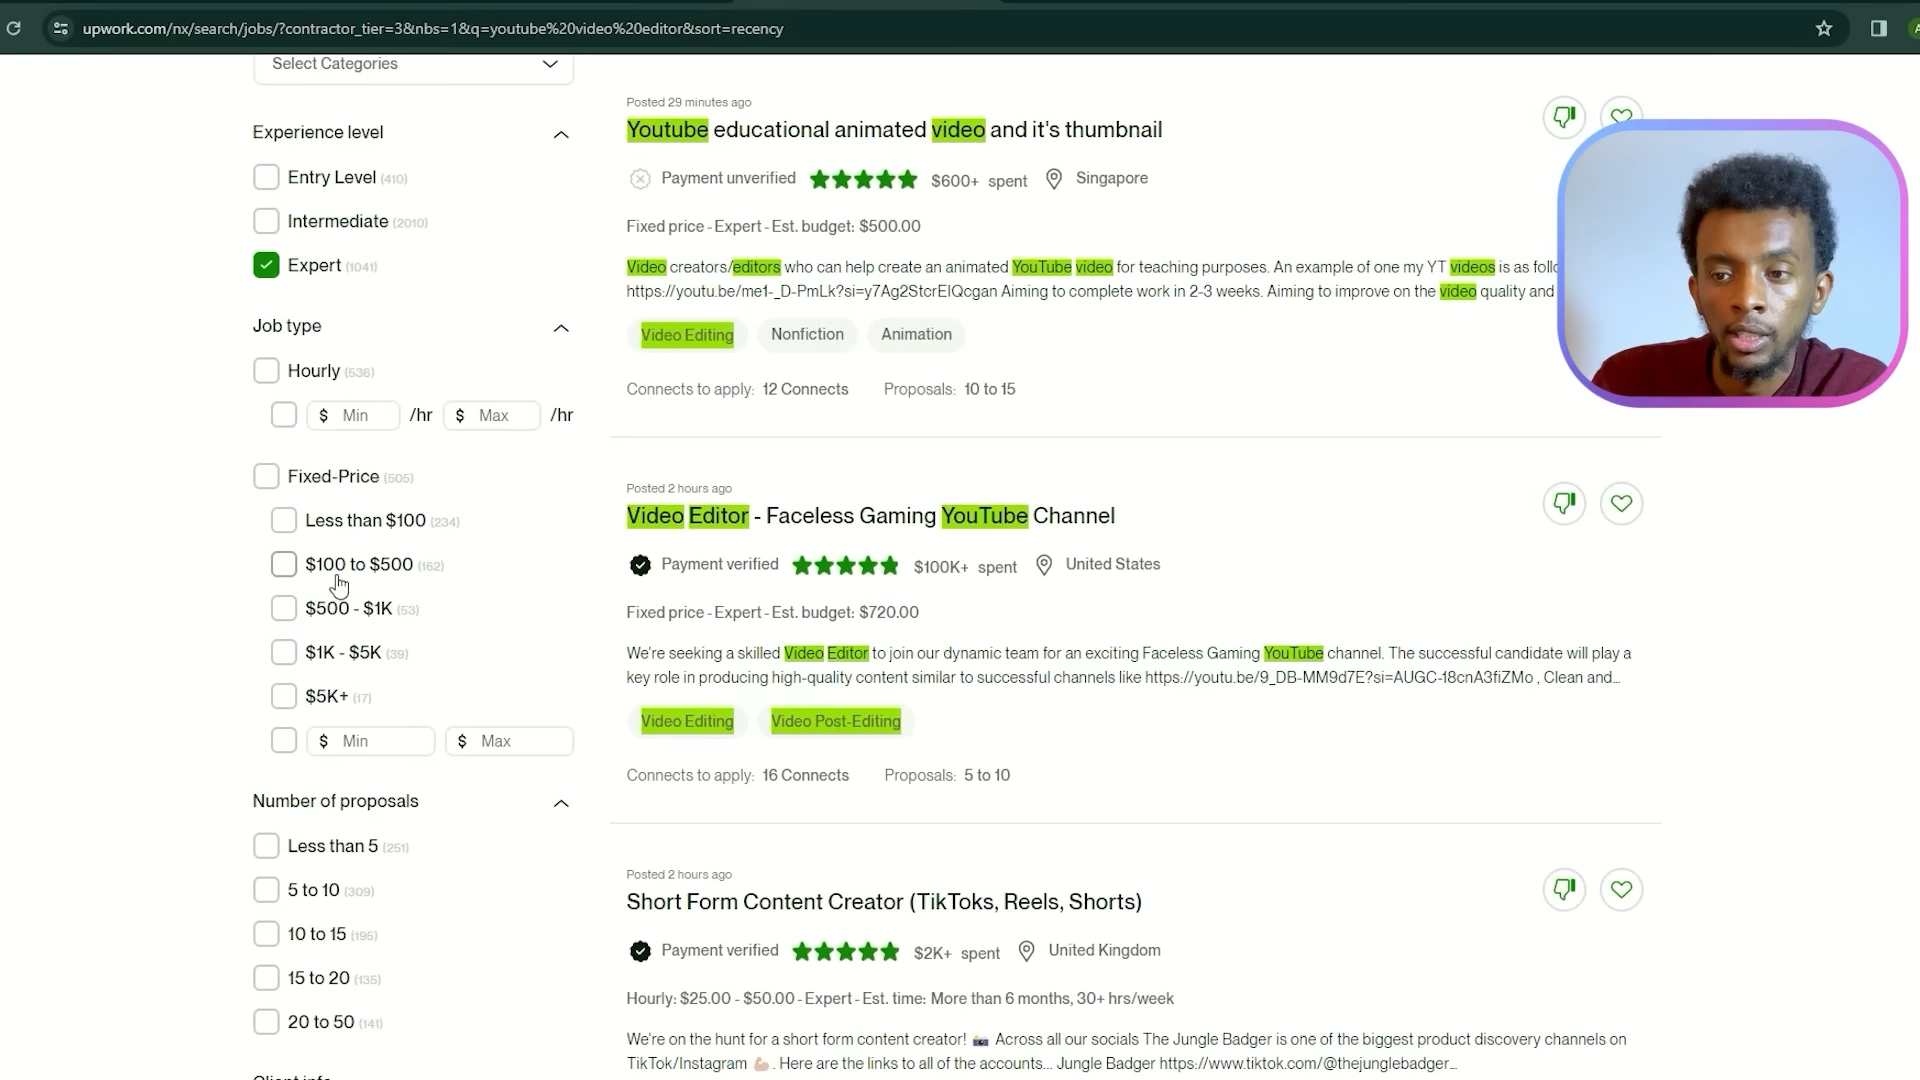 upwork.com/nx/search/jobs/?contractor_tier=3&nbs=1&q=youtube%20video%20editor&sort=recency
Select Categories
Experience level
Entry Level (410)
Intermediate (2010)
Expert (1041)
Job type
Hourly (536)
$ Min /hr $ Max /hr
Fixed-Price (505)
Less than $100 (234)
$100 to $500 (162)
$500 - $1K (53)
$1K - $5K (39)
$5K+ (17)
$ Min $ Max
Number of proposals
Less than 5 (251)
5 to 10 (309)
10 to 15 (195)
15 to 20 (135)
20 to 50 (141)
Posted 29 minutes ago
Youtube educational animated video and it's thumbnail
Payment unverified $600+ spent Singapore
Fixed price - Expert - Est. budget: $500.00
Video creators/editors who can help create an animated YouTube video for teaching purposes. An example of one my YT videos is as follo
https://youtu.be/me1-_D-PmLk?si=y7Ag2StcrElQcgan Aiming to complete work in 2-3 weeks. Aiming to improve on the video quality and
Video Editing Nonfiction Animation
Connects to apply: 12 Connects Proposals: 10 to 15
Posted 2 hours ago
Video Editor - Faceless Gaming YouTube Channel
Payment verified $100K+ spent United States
Fixed price - Expert - Est. budget: $720.00
We're seeking a skilled Video Editor to join our dynamic team for an exciting Faceless Gaming YouTube channel. The successful candidate will play a
key role in producing high-quality content similar to successful channels like https://youtu.be/9_DB-MM9d7E?si=AUGC-18cnA3fiZMo , Clean and...
Video Editing Video Post-Editing
Connects to apply: 16 Connects Proposals: 5 to 10
Posted 2 hours ago
Short Form Content Creator (TikToks, Reels, Shorts)
Payment verified $2K+ spent United Kingdom
Hourly: $25.00 - $50.00 - Expert - Est. time: More than 6 months, 30+ hrs/week
We're on the hunt for a short form content creator! 📸 Across all our socials The Jungle Badger is one of the biggest product discovery channels on
TikTok/Instagram 💪🏼. Here are the links to all of the accounts... Jungle Badger https://www.tiktok.com/@thejunglebadger...